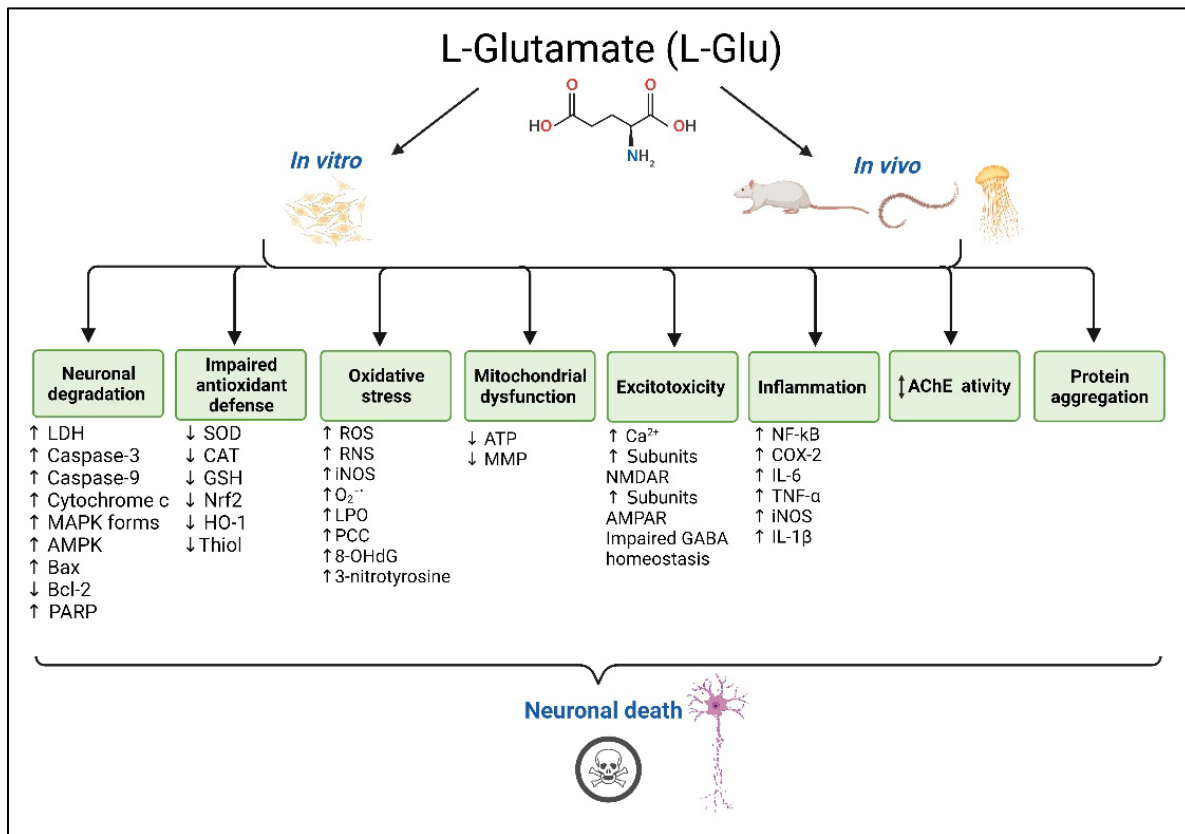 L-Glutamate (L-Glu)
O
O
HO
OH
NH₂
In vitro
In vivo
Neuronal
degradation
↑ LDH
↑ Caspase-3
↑ Caspase-9
↑ Cytochrome c
↑ MAPK forms
↑ AMPK
↑ Bax
↓ Bcl-2
↑ PARP
Impaired
antioxidant
defense
↓ SOD
↓ CAT
↓ GSH
↓ Nrf2
↓ HO-1
↓Thiol
Oxidative
stress
↑ ROS
↑ RNS
↑iNOS
↑O₂⁻•
↑LPO
↑PCC
↑8-OHdG
↑3-nitrotyrosine
Mitochondrial
dysfunction
↓ ATP
↓ MMP
Excitotoxicity
↑ Ca²⁺
↑ Subunits
NMDAR
↑ Subunits
AMPAR
Impaired GABA
homeostasis
Inflammation
↑ NF-kB
↑ COX-2
↑ IL-6
↑ TNF-α
↑ iNOS
↑ IL-1β
↕AChE ativity
Protein
aggregation
Neuronal death